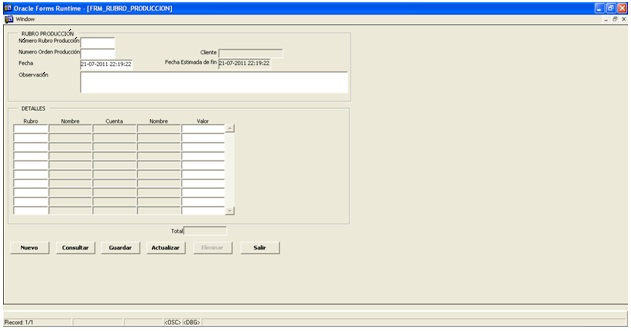 Oracle Forms Runtime - [FRM_RUBRO_PRODUCCION]
Window
RUBRO PRODUCCIÓN
Número Rubro Producción
Numero Orden Producción Cliente
Fecha 21-07-2011 22:19:22 Fecha Estimada de fin 21-07-2011 22:19:22
Observación
DETALLES
Rubro Nombre Cuenta Nombre Valor
Total
Nuevo Consultar Guardar Actualizar Eliminar Salir
Record: 1/1 <OSC> <DBG>